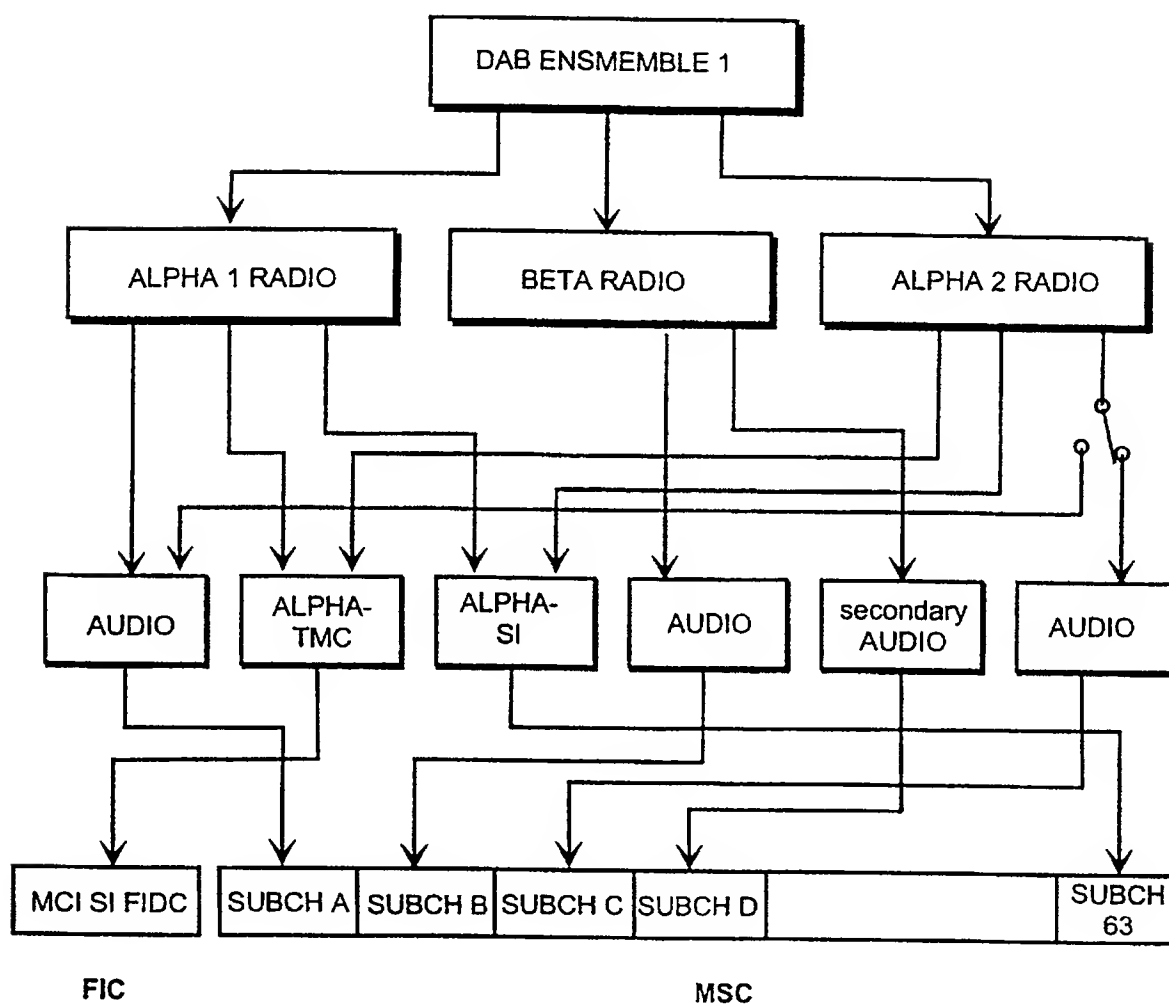 DAB ENSMEMBLE 1
ALPHA 1 RADIO
BETA RADIO
ALPHA 2 RADIO
AUDIO
ALPHA-
TMC
ALPHA-
SI
AUDIO
secondary
AUDIO
AUDIO
MCI SI FIDC
SUBCH A
SUBCH B
SUBCH C
SUBCH D
SUBCH
63
FIC
MSC